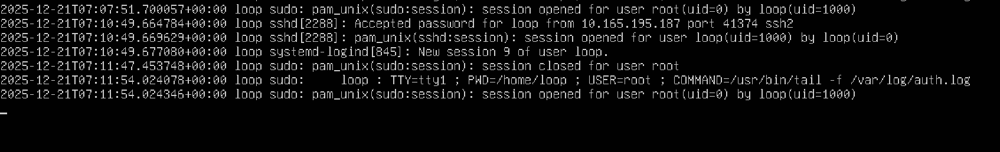 2025-12-21T07:07:51.700057+00:00 loop sudo: pam_unix(sudo:session): session opened for user root(uid=0) by loop(uid=1000)
2025-12-21T07:10:49.664784+00:00 loop sshd[2288]: Accepted password for loop from 10.165.195.187 port 41374 ssh2
2025-12-21T07:10:49.669629+00:00 loop sshd[2288]: pam_unix(sshd:session): session opened for user loop(uid=1000) by loop(uid=0)
2025-12-21T07:10:49.677080+00:00 loop systemd-logind[845]: New session 9 of user loop.
2025-12-21T07:11:47.453748+00:00 loop sudo: pam_unix(sudo:session): session closed for user root
2025-12-21T07:11:54.024078+00:00 loop sudo:     loop : TTY=tty1 ; PWD=/home/loop ; USER=root ; COMMAND=/usr/bin/tail -f /var/log/auth.log
2025-12-21T07:11:54.024346+00:00 loop sudo: pam_unix(sudo:session): session opened for user root(uid=0) by loop(uid=1000)